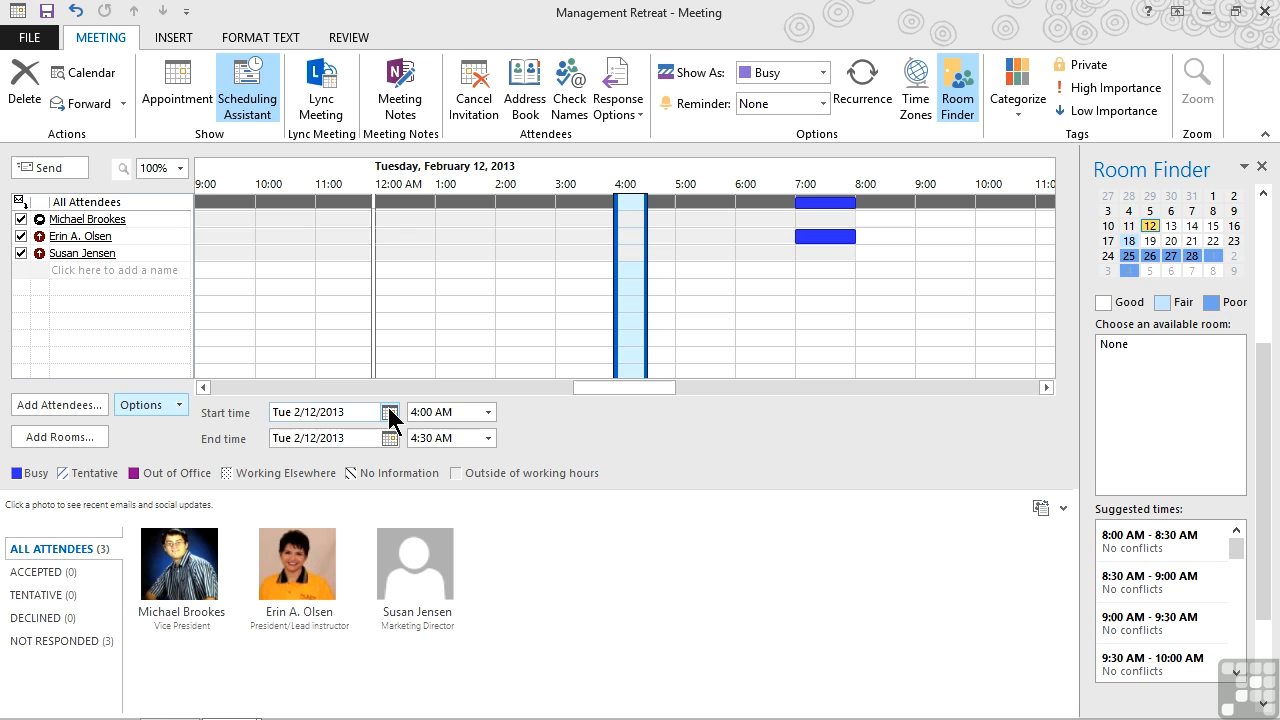 Management Retreat - Meeting
?
FILE MEETING INSERT FORMAT TEXT REVIEW
Delete
Calendar
Forward
Actions
Appointment
Scheduling Assistant
Show
Lync Meeting
Lync Meeting
Meeting Notes
Meeting Notes
Cancel Invitation
Address Book
Check Names
Response Options
Attendees
Show As: Busy
Reminder: None
Recurrence
Time Zones
Room Finder
Options
Categorize
Private
High Importance
Low Importance
Tags
Zoom
Zoom
Send
100%
Tuesday, February 12, 2013
9:00 10:00 11:00 12:00 AM 1:00 2:00 3:00 4:00 5:00 6:00 7:00 8:00 9:00 10:00 11:0
All Attendees
Michael Brookes
Erin A. Olsen
Susan Jensen
Click here to add a name
Add Attendees...
Options
Add Rooms...
Start time Tue 2/12/2013 4:00 AM
End time Tue 2/12/2013 4:30 AM
Busy Tentative Out of Office Working Elsewhere No Information Outside of working hours
Click a photo to see recent emails and social updates.
ALL ATTENDEES (3)
ACCEPTED (0)
TENTATIVE (0)
DECLINED (0)
NOT RESPONDED (3)
Michael Brookes
Vice President
Erin A. Olsen
President/Lead instructor
Susan Jensen
Marketing Director
Room Finder
27 28 29 30 31 1 2
3 4 5 6 7 8 9
10 11 12 13 14 15 16
17 18 19 20 21 22 23
24 25 26 27 28 2
3 5 6 7 8 9
Good Fair Poor
Choose an available room:
None
Suggested times:
8:00 AM - 8:30 AM
No conflicts
8:30 AM - 9:00 AM
No conflicts
9:00 AM - 9:30 AM
No conflicts
9:30 AM - 10:00 AM
No conflicts